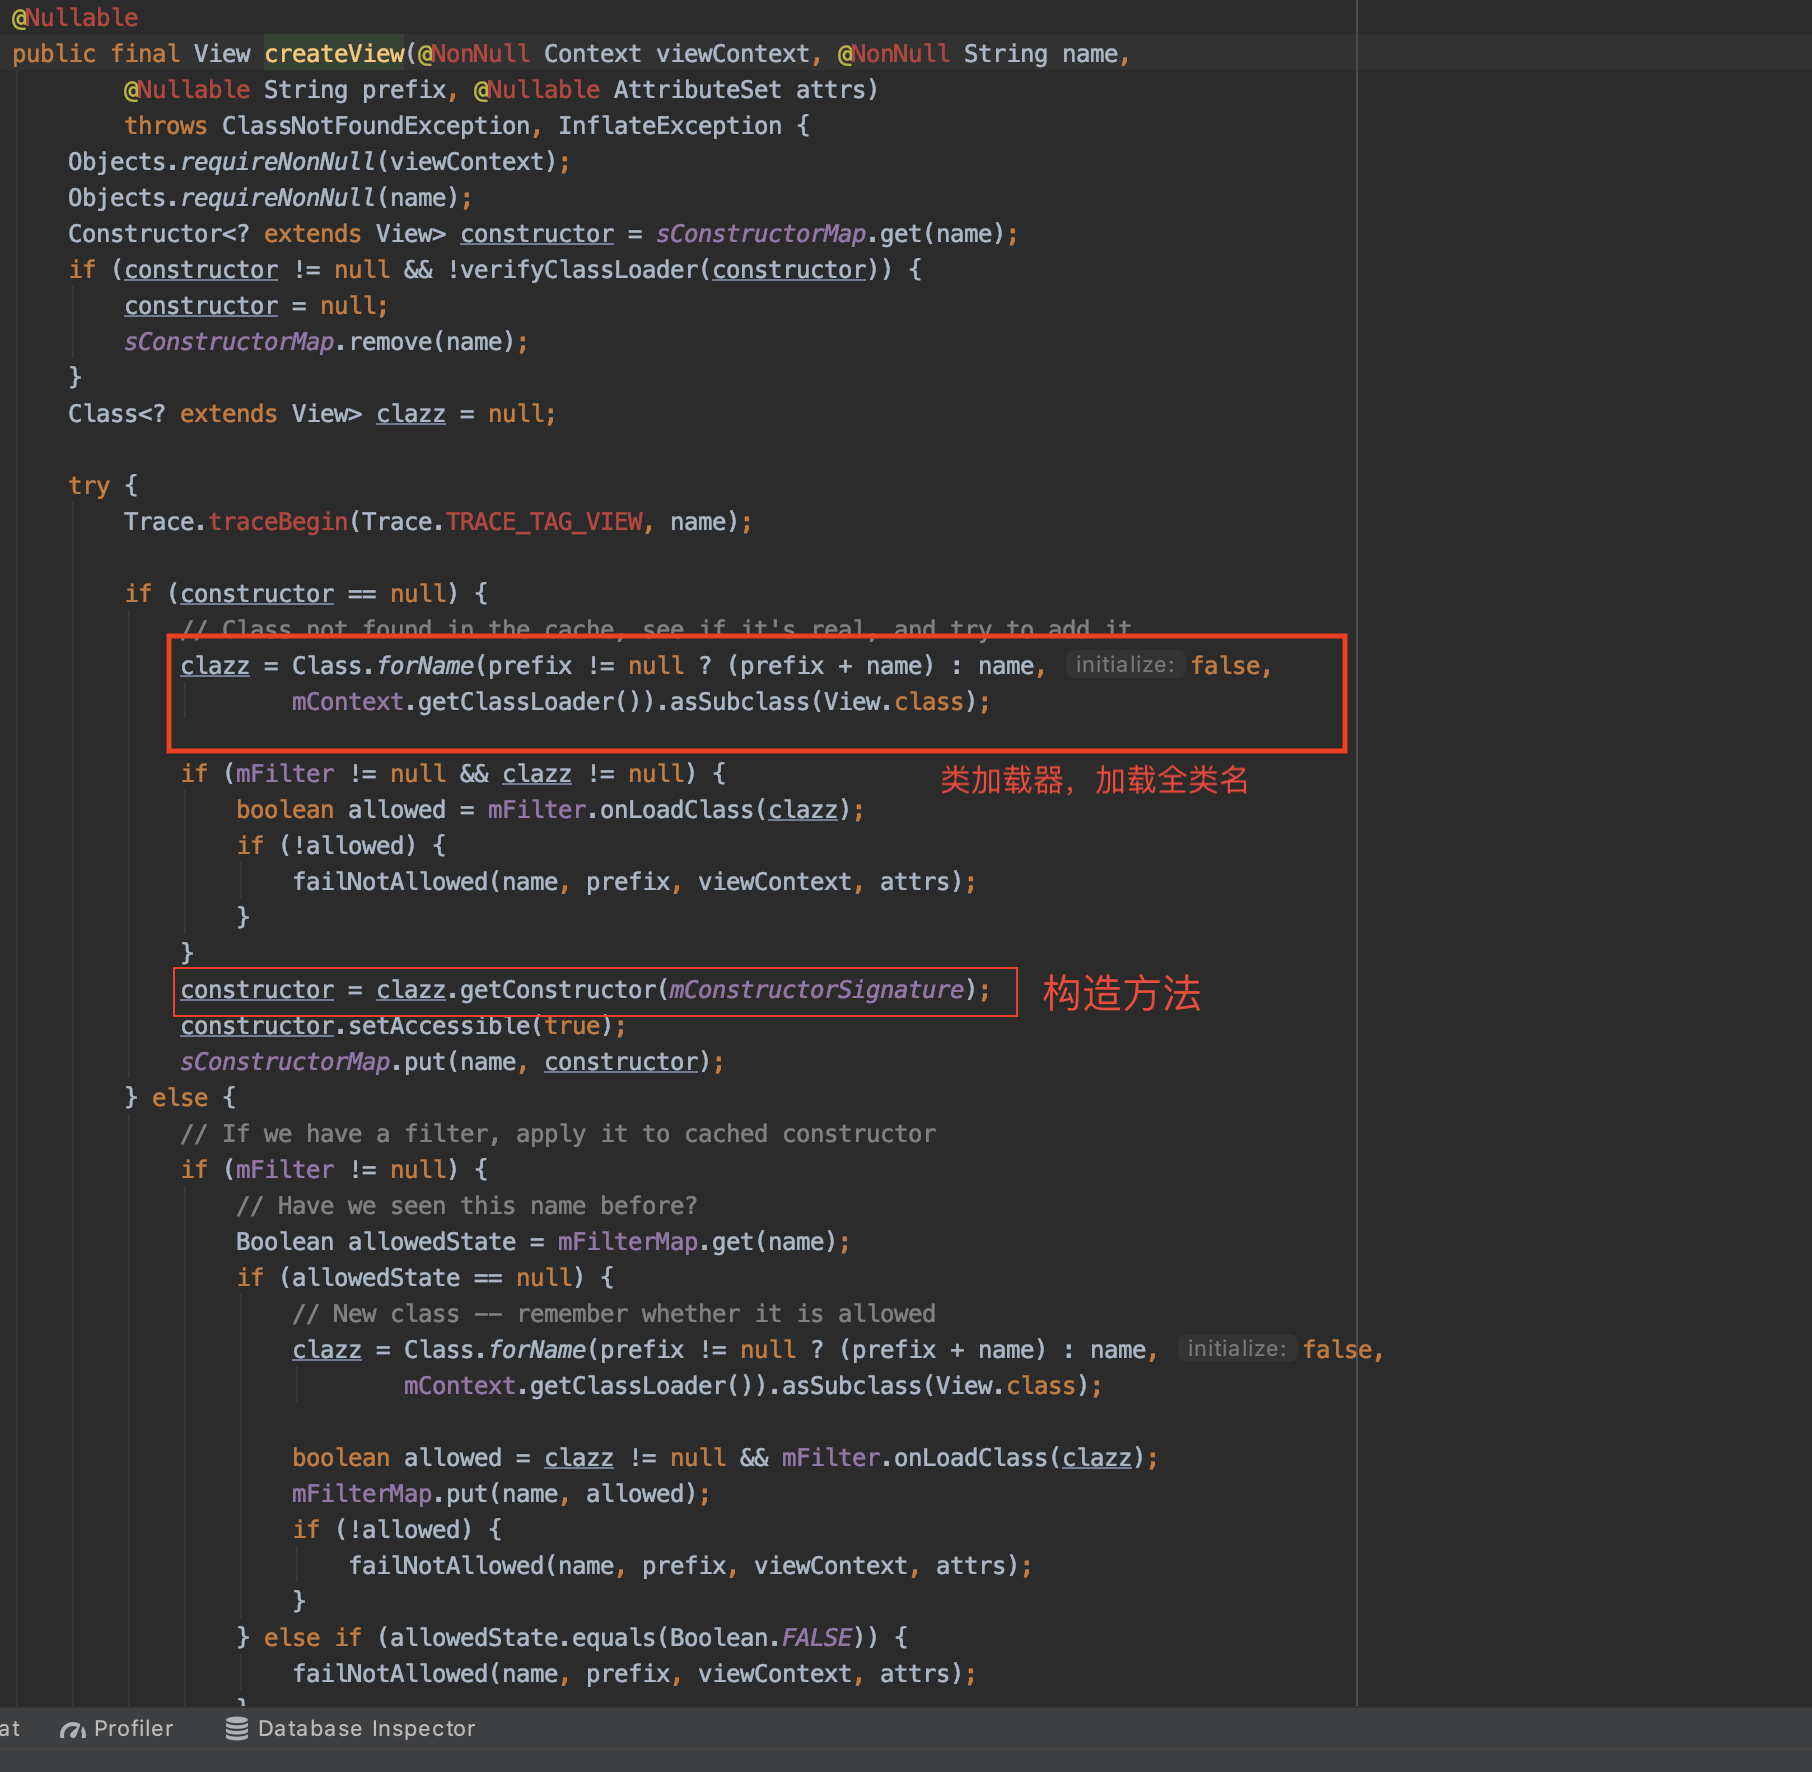 @Nullable
public final View createView(@NonNull Context viewContext, @NonNull String name,
@Nullable String prefix, @Nullable AttributeSet attrs)
throws ClassNotFoundException, InflateException {
Objects.requireNonNull(viewContext);
Objects.requireNonNull(name);
Constructor<? extends View> constructor = sConstructorMap.get(name);
if (constructor != null && !verifyClassLoader(constructor)) {
constructor = null;
sConstructorMap.remove(name);
}
Class<? extends View> clazz = null;
try {
Trace.traceBegin(Trace.TRACE_TAG_VIEW, name);
if (constructor == null) {
// Class not found in the cache, see if it's real, and try to add it
clazz = Class.forName(prefix != null ? (prefix + name) : name, initialize: false,
mContext.getClassLoader()).asSubclass(View.class);
if (mFilter != null && clazz != null) {
类加载器，加载全类名
boolean allowed = mFilter.onLoadClass(clazz);
if (!allowed) {
failNotAllowed(name, prefix, viewContext, attrs);
}
}
constructor = clazz.getConstructor(mConstructorSignature);
构造方法
constructor.setAccessible(true);
sConstructorMap.put(name, constructor);
} else {
// If we have a filter, apply it to cached constructor
if (mFilter != null) {
// Have we seen this name before?
Boolean allowedState = mFilterMap.get(name);
if (allowedState == null) {
// New class -- remember whether it is allowed
clazz = Class.forName(prefix != null ? (prefix + name) : name, initialize: false,
mContext.getClassLoader()).asSubclass(View.class);
boolean allowed = clazz != null && mFilter.onLoadClass(clazz);
mFilterMap.put(name, allowed);
if (!allowed) {
failNotAllowed(name, prefix, viewContext, attrs);
}
} else if (allowedState.equals(Boolean.FALSE)) {
failNotAllowed(name, prefix, viewContext, attrs);
}
at Profiler Database Inspector